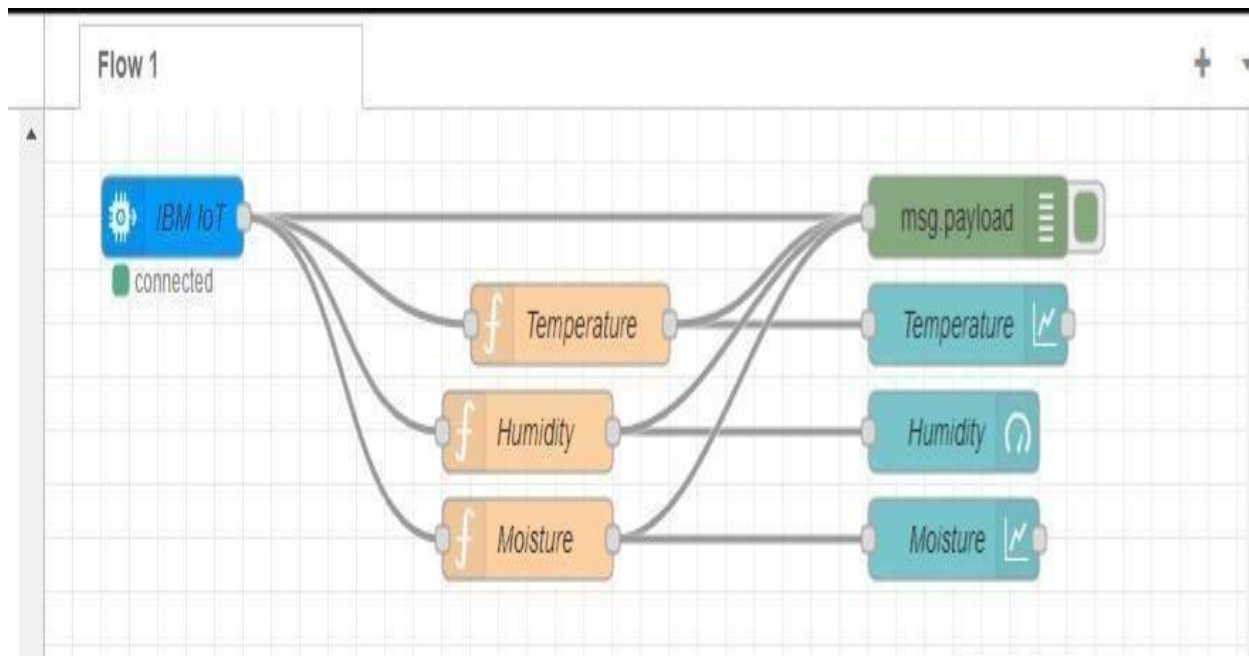 Flow 1
IBM IoT
msg.payload
connected
Temperature
Temperature
Humidity
Humidity
Moisture
Moisture